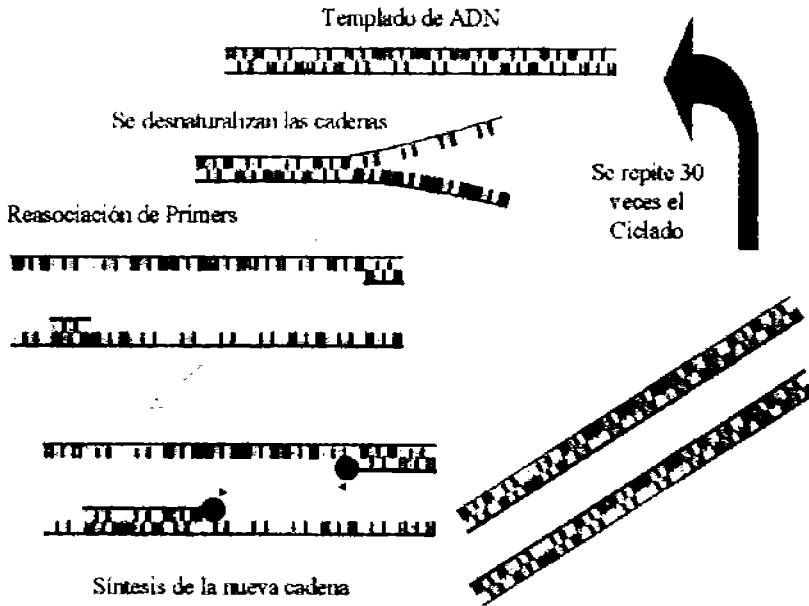 Templado de ADN
Se desnaturalizan las cadenas
Se repite 30
veces el
Ciclado
Reasociación de Primers
Síntesis de la nueva cadena